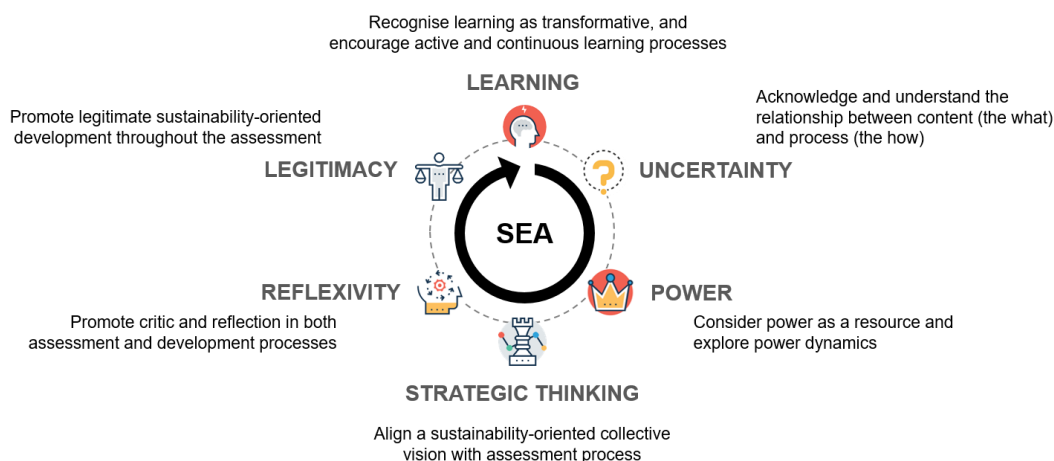 Recognise learning as transformative, and
encourage active and continuous learning processes
LEARNING
Acknowledge and understand the
relationship between content (the what)
and process (the how)
UNCERTAINTY
Consider power as a resource and
explore power dynamics
POWER
STRATEGIC THINKING
Align a sustainability-oriented collective
vision with assessment process
REFLEXIVITY
Promote critic and reflection in both
assessment and development processes
Promote legitimate sustainability-oriented
development throughout the assessment
LEGITIMACY
SEA